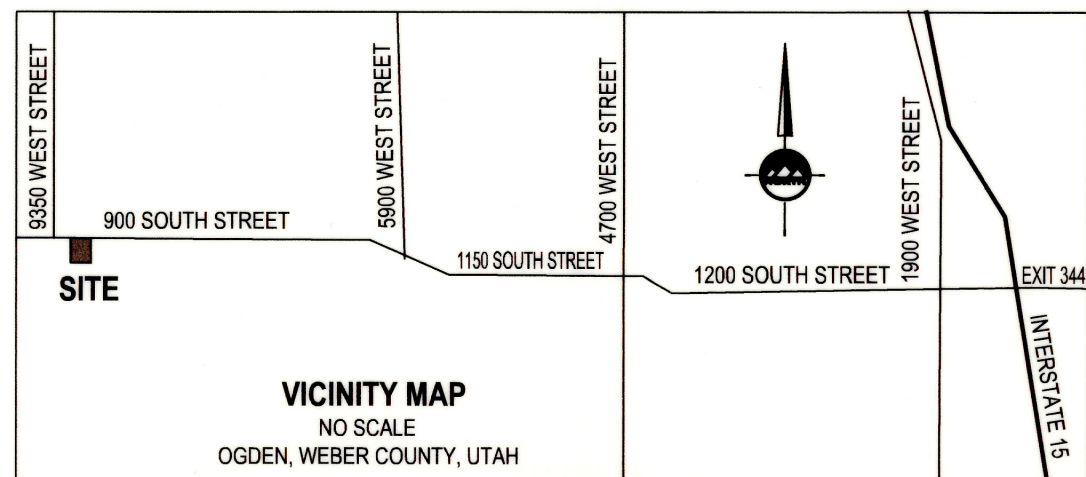 9350 WEST STREET
5900 WEST STREET
4700 WEST STREET
1900 WEST STREET
900 SOUTH STREET
1150 SOUTH STREET
1200 SOUTH STREET
EXIT 344
SITE
INTERSTATE 15
VICINITY MAP
NO SCALE
OGDEN, WEBER COUNTY, UTAH